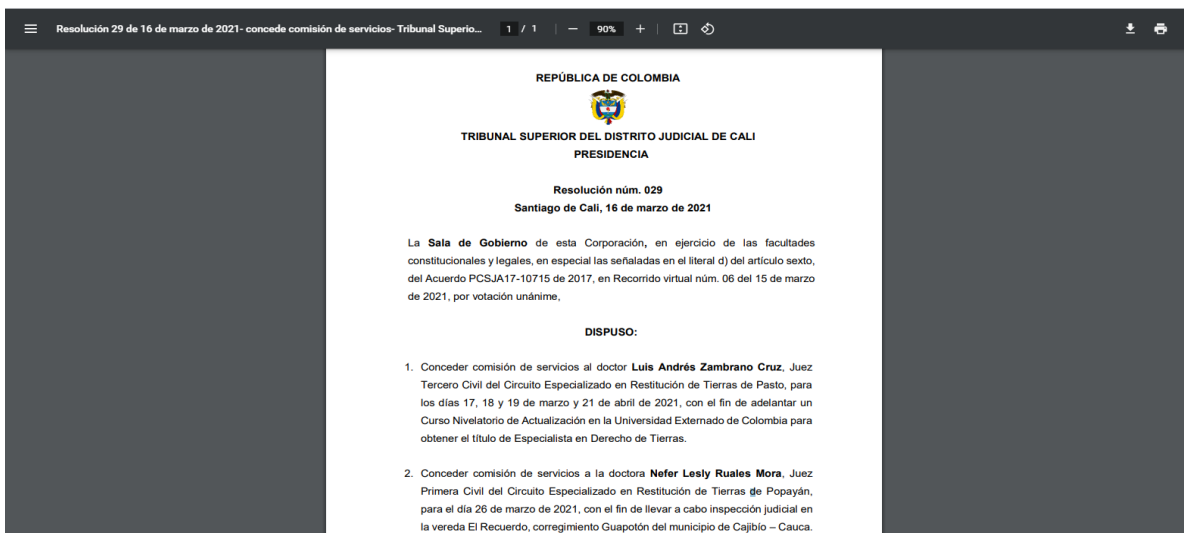 Resolución 29 de 16 de marzo de 2021- concede comisión de servicios- Tribunal Superio... 1 / 1 90%
REPÚBLICA DE COLOMBIA
TRIBUNAL SUPERIOR DEL DISTRITO JUDICIAL DE CALI
PRESIDENCIA
Resolución núm. 029
Santiago de Cali, 16 de marzo de 2021
La Sala de Gobierno de esta Corporación, en ejercicio de las facultades
constitucionales y legales, en especial las señaladas en el literal d) del artículo sexto,
del Acuerdo PCSJA17-10715 de 2017, en Recorrido virtual núm. 06 del 15 de marzo
de 2021, por votación unánime,
DISPUSO:
1. Conceder comisión de servicios al doctor Luis Andrés Zambrano Cruz, Juez
Tercero Civil del Circuito Especializado en Restitución de Tierras de Pasto, para
los días 17, 18 y 19 de marzo y 21 de abril de 2021, con el fin de adelantar un
Curso Nivelatorio de Actualización en la Universidad Externado de Colombia para
obtener el título de Especialista en Derecho de Tierras.
2. Conceder comisión de servicios a la doctora Nefer Lesly Ruales Mora, Juez
Primera Civil del Circuito Especializado en Restitución de Tierras de Popayán,
para el día 26 de marzo de 2021, con el fin de llevar a cabo inspección judicial en
la vereda El Recuerdo, corregimiento Guapotón del municipio de Cajibío – Cauca.